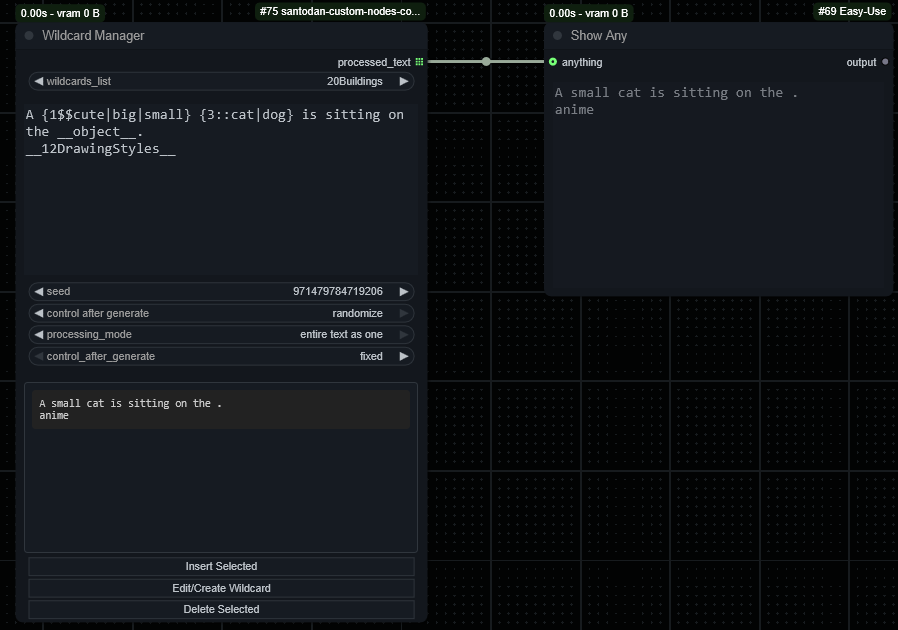 0.00s - vram 0 B
#75 santodan-custom-nodes-co...
Wildcard Manager
processed_text
wildcards_list 20Buildings
A {1$$cute|big|small} {3::cat|dog} is sitting on
the __object__.
__12DrawingStyles__
seed 971479784719206
control after generate randomize
processing_mode entire text as one
control_after_generate fixed
A small cat is sitting on the .
anime
Insert Selected
Edit/Create Wildcard
Delete Selected
0.00s - vram 0 B
#69 Easy-Use
Show Any
anything output
A small cat is sitting on the .
anime